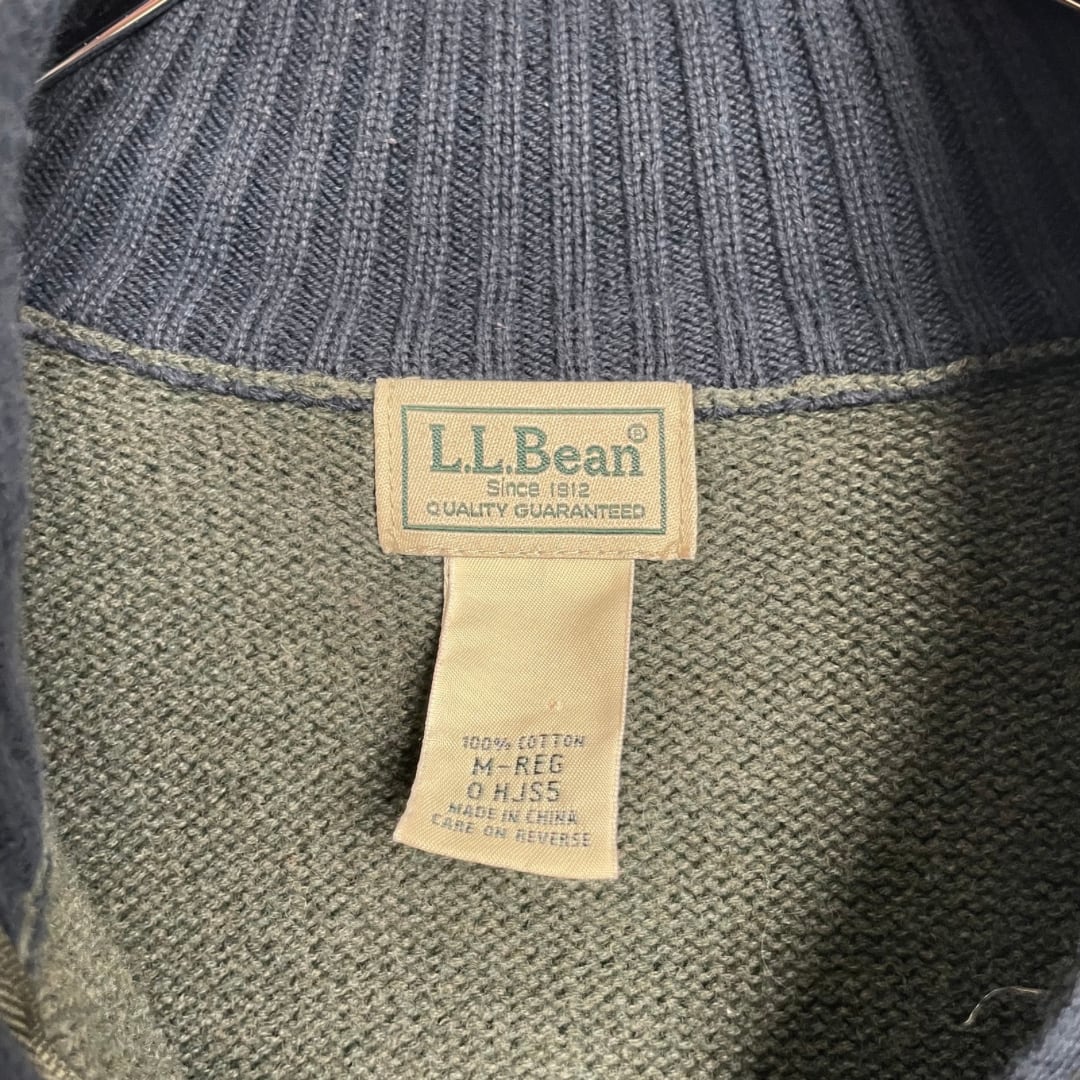 L.L.Bean®
Since 1912
QUALITY GUARANTEED
100% COTTON
M-REG
0 HJS5
MADE IN CHINA
CARE ON REVERSE